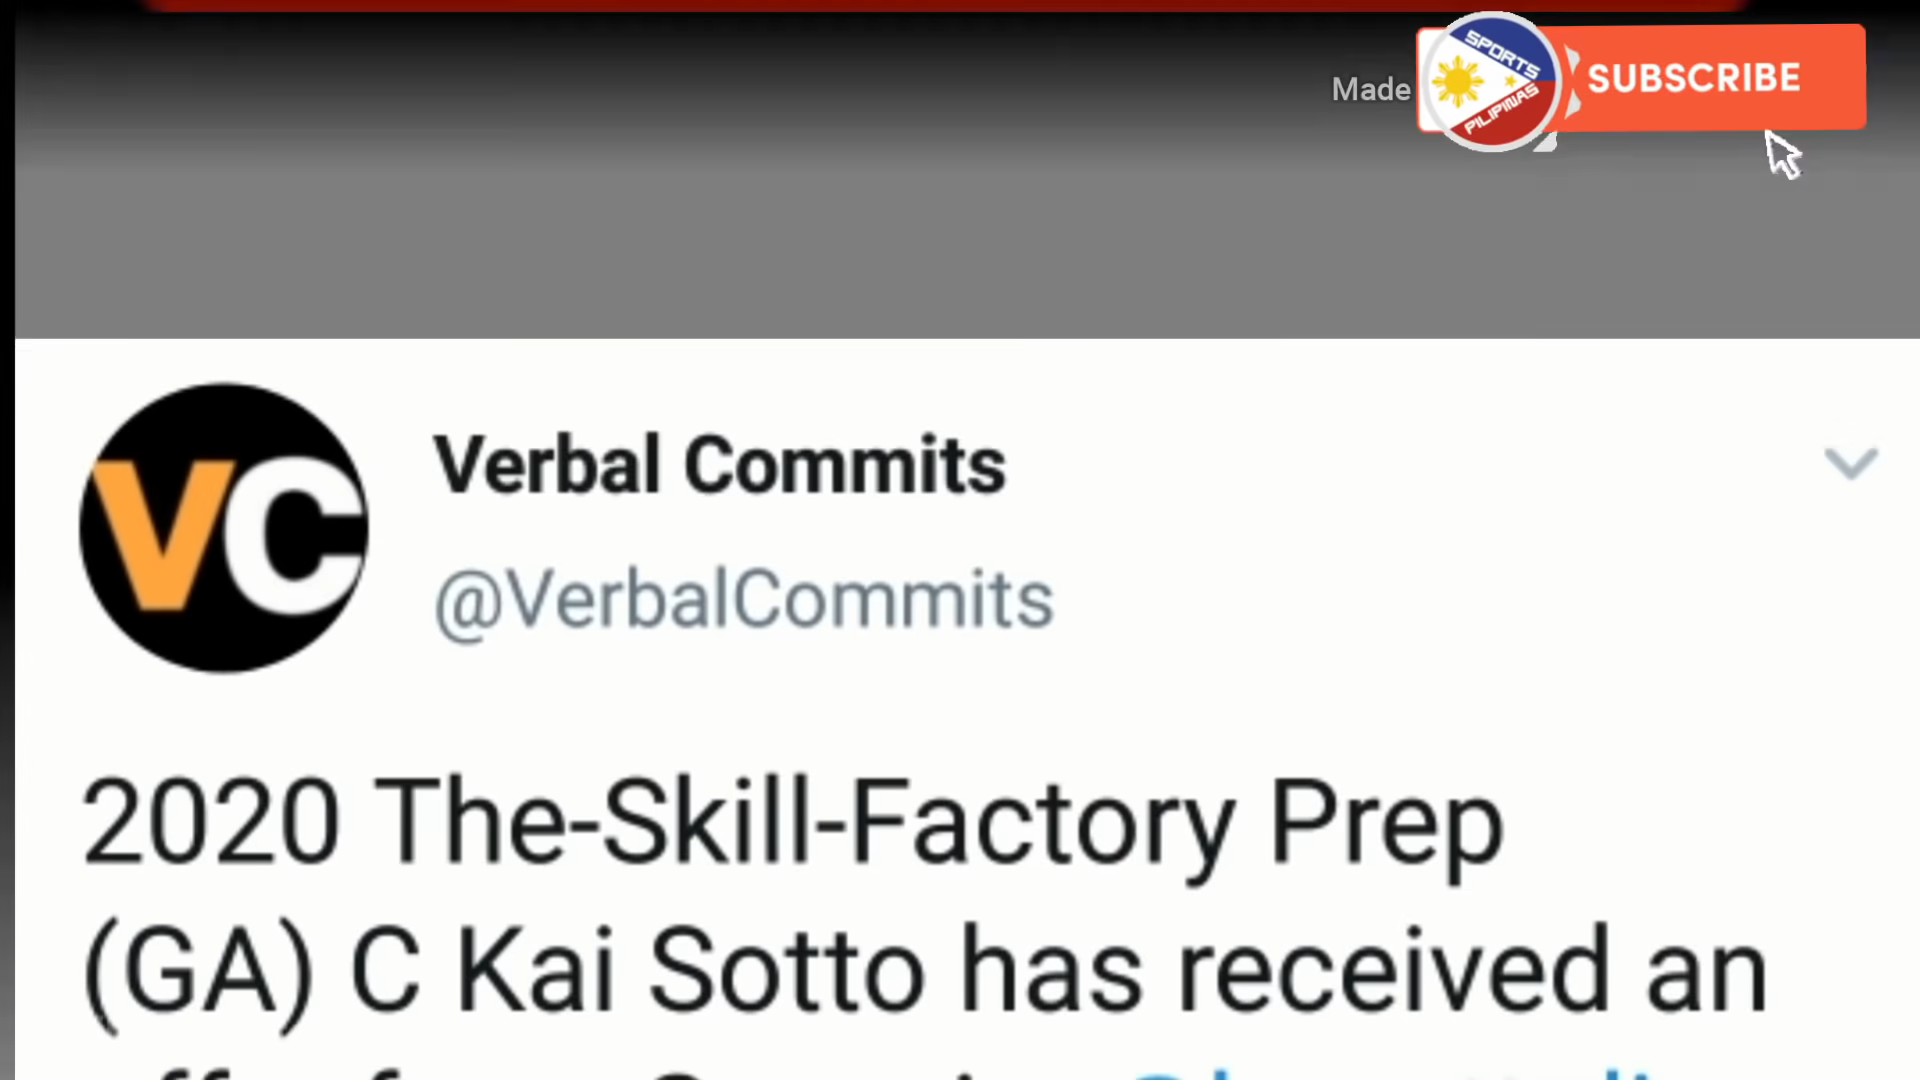 Made
SPORTS
PILIPINAS
SUBSCRIBE
VC
Verbal Commits
@VerbalCommits
2020 The-Skill-Factory Prep
(GA) C Kai Sotto has received an